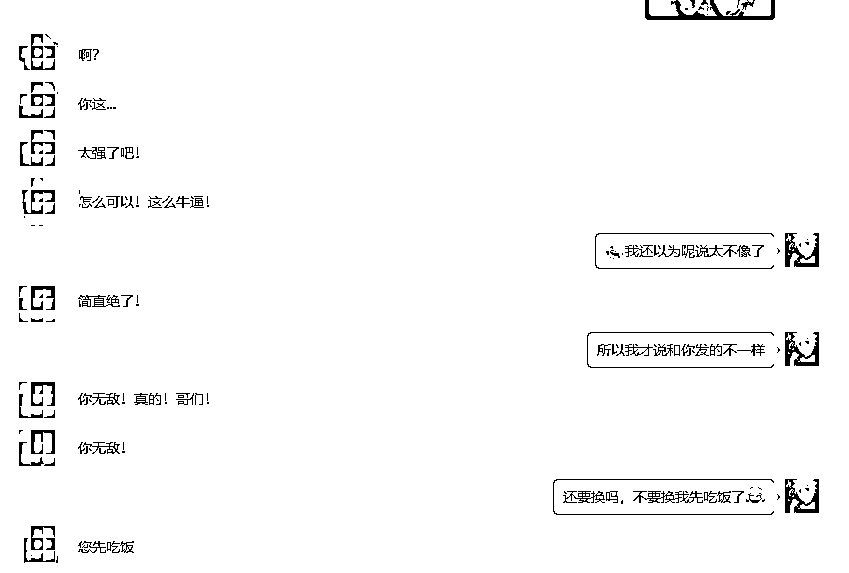 啊?
你这...
太强了吧!
怎么可以! 这么牛逼!
我还以为呢说太不像了
简直绝了!
所以我才说和你发的不一样
你无敌! 真的! 哥们!
你无敌!
还要换吗, 不要换我先吃饭了
您先吃饭